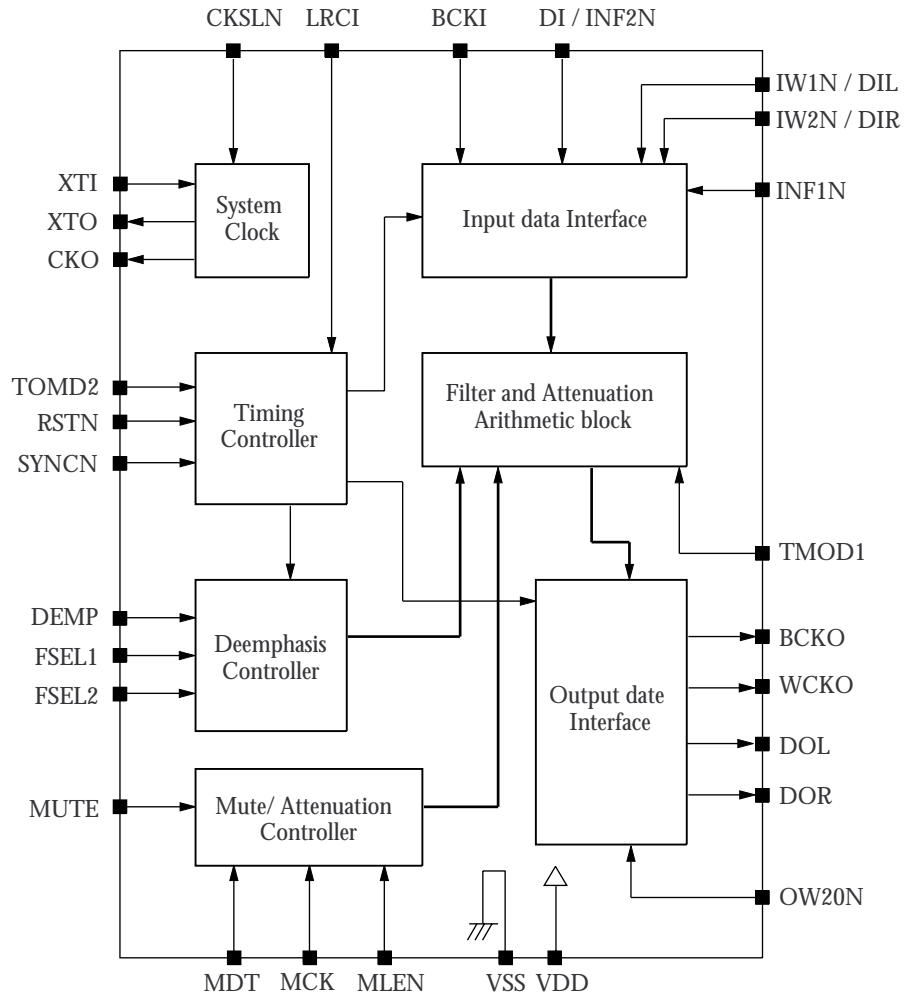 CKSLN LRCI BCKI DI / INF2N
IW1N / DIL
IW2N / DIR
XTI
INF1N
System
Clock
Input data Interface
XTO
CKO
TOMD2
Filter and Attenuation
Arithmetic block
RSTN
Timing
Controller
SYNCN
TMOD1
DEMP
BCKO
Deemphasis
Controller
FSEL1
WCKO
FSEL2
Output date
Interface
DOL
MUTE
Mute/ Attenuation
Controller
DOR
OW20N
MDT MCK MLEN VSS VDD